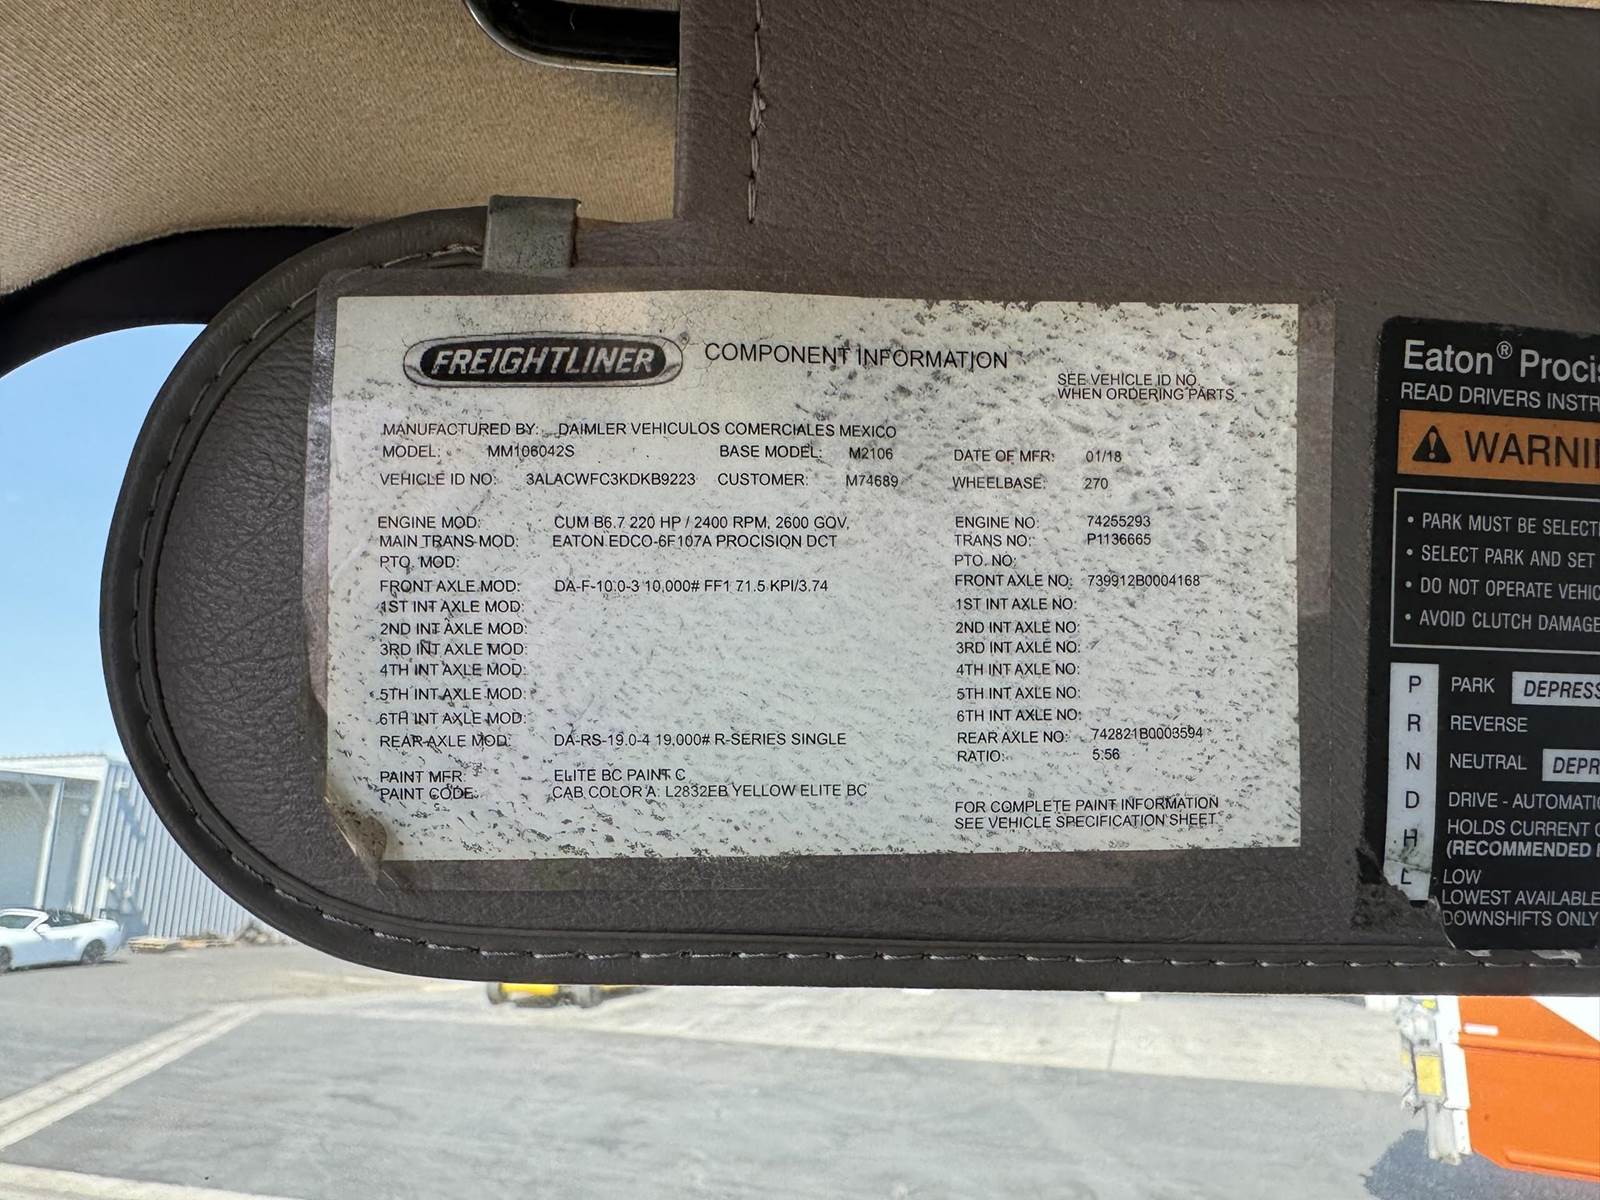 FREIGHTLINER® COMPONENT INFORMATION
SEE VEHICLE ID NO.
WHEN ORDERING PARTS.
MANUFACTURED BY: DAIMLER VEHICULOS COMERCIALES MEXICO
MODEL: MM106042S BASE MODEL: M2106 DATE OF MFR: 01/18
VEHICLE ID NO: 3ALACWFC3KDKB9223 CUSTOMER: M74689 WHEELBASE: 270
ENGINE MOD: CUM B6.7 220 HP / 2400 RPM, 2600 GOV, ENGINE NO: 74255293
MAIN TRANS MOD: EATON EDCO-6F107A PROCISION DCT TRANS NO: P1136665
PTO MOD: PTO. NO:
FRONT AXLE MOD: DA-F-10.0-3 10,000# FF1 71.5 KPI/3.74 FRONT AXLE NO: 739912B0004168
1ST INT AXLE MOD: 1ST INT AXLE NO:
2ND INT AXLE MOD: 2ND INT AXLE NO:
3RD INT AXLE MOD: 3RD INT AXLE NO:
4TH INT AXLE MOD: 4TH INT AXLE NO:
5TH INT AXLE MOD: 5TH INT AXLE NO:
6TH INT AXLE MOD: 6TH INT AXLE NO:
REAR AXLE MOD: DA-RS-19.0-4 19,000# R-SERIES SINGLE REAR AXLE NO: 742821B0003594
RATIO: 5.56
PAINT MFR: ELITE BC PAINT C
PAINT CODE: CAB COLOR A: L2832EB YELLOW ELITE BC
FOR COMPLETE PAINT INFORMATION
SEE VEHICLE SPECIFICATION SHEET
Eaton® Procis
READ DRIVERS INSTR
WARNIN
• PARK MUST BE SELECTE
• SELECT PARK AND SET
• DO NOT OPERATE VEHIC
• AVOID CLUTCH DAMAGE
P PARK DEPRESS
R REVERSE
N NEUTRAL DEPR
D DRIVE - AUTOMATI
H HOLDS CURRENT
(RECOMMENDED
L LOW
LOWEST AVAILABLE
DOWNSHIFTS ONLY